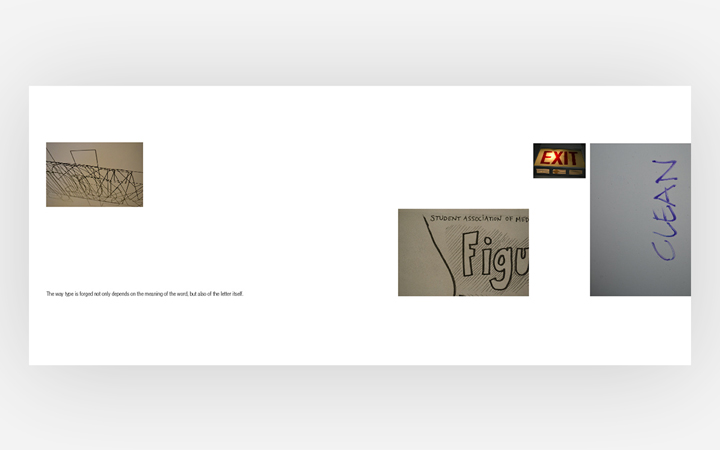 EXIT
STUDENT ASSOCIATION OF MED
Figu
CLEAN
The way type is forged not only depends on the meaning of the word, but also of the letter itself.